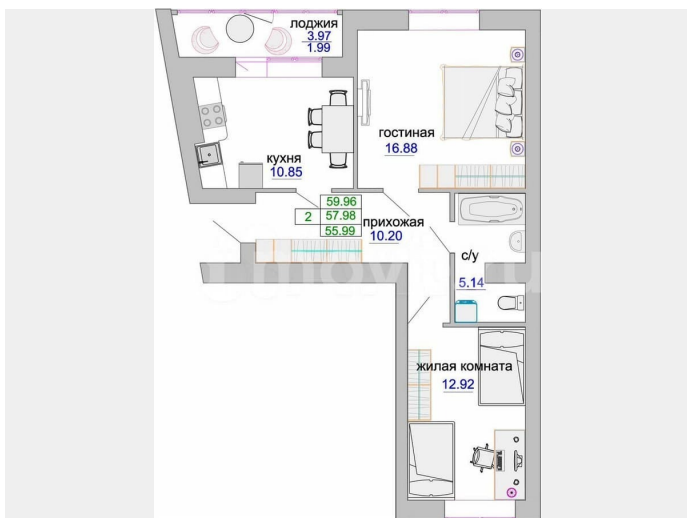 лоджия
3.97
1.99
гостиная
16.88
кухня
10.85
59.96
2 57.98
55.99
прихожая
10.20
с/у
5.14
жилая комната
12.92